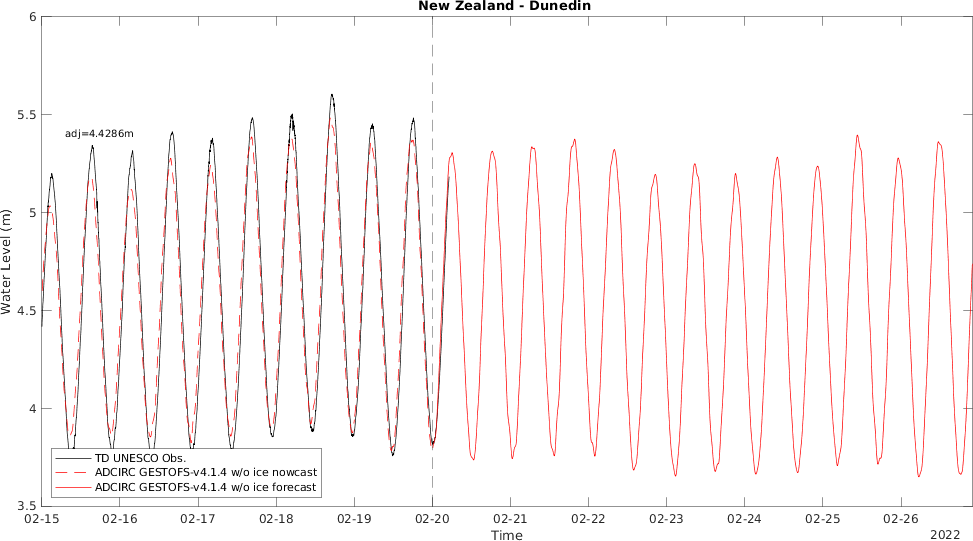 New Zealand - Dunedin
6
5.5
5
4.5
4
3.5
Water Level (m)
adj=4.4286m
TD UNESCO Obs.
ADCIRC GESTOFS-v4.1.4 w/o ice nowcast
ADCIRC GESTOFS-v4.1.4 w/o ice forecast
02-15 02-16 02-17 02-18 02-19 02-20 02-21 02-22 02-23 02-24 02-25 02-26
Time
2022